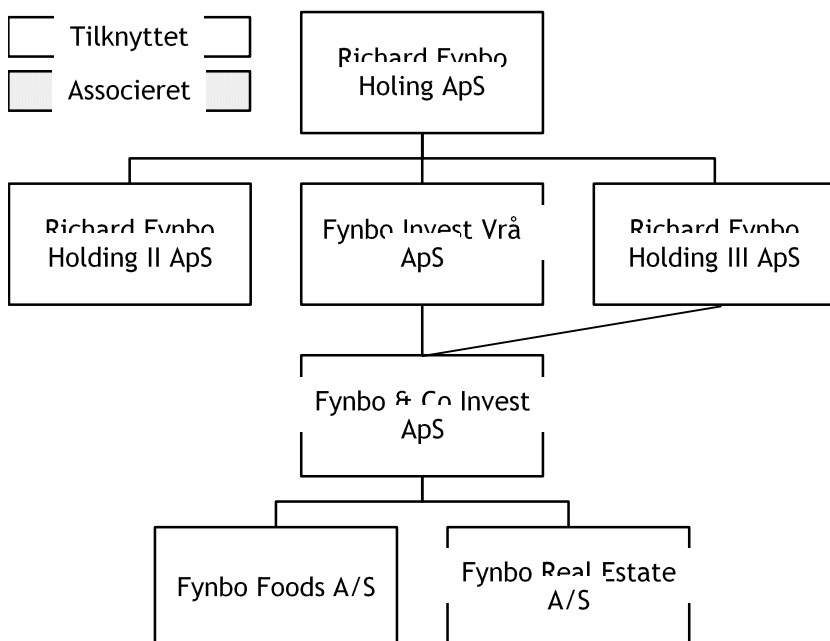 Tilknyttet
Associeret
Richard Fynbo
Holing ApS
Richard Fynbo
Holding II ApS
Fynbo Invest Vrå
ApS
Richard Fynbo
Holding III ApS
Fynbo & Co Invest
ApS
Fynbo Foods A/S
Fynbo Real Estate
A/S